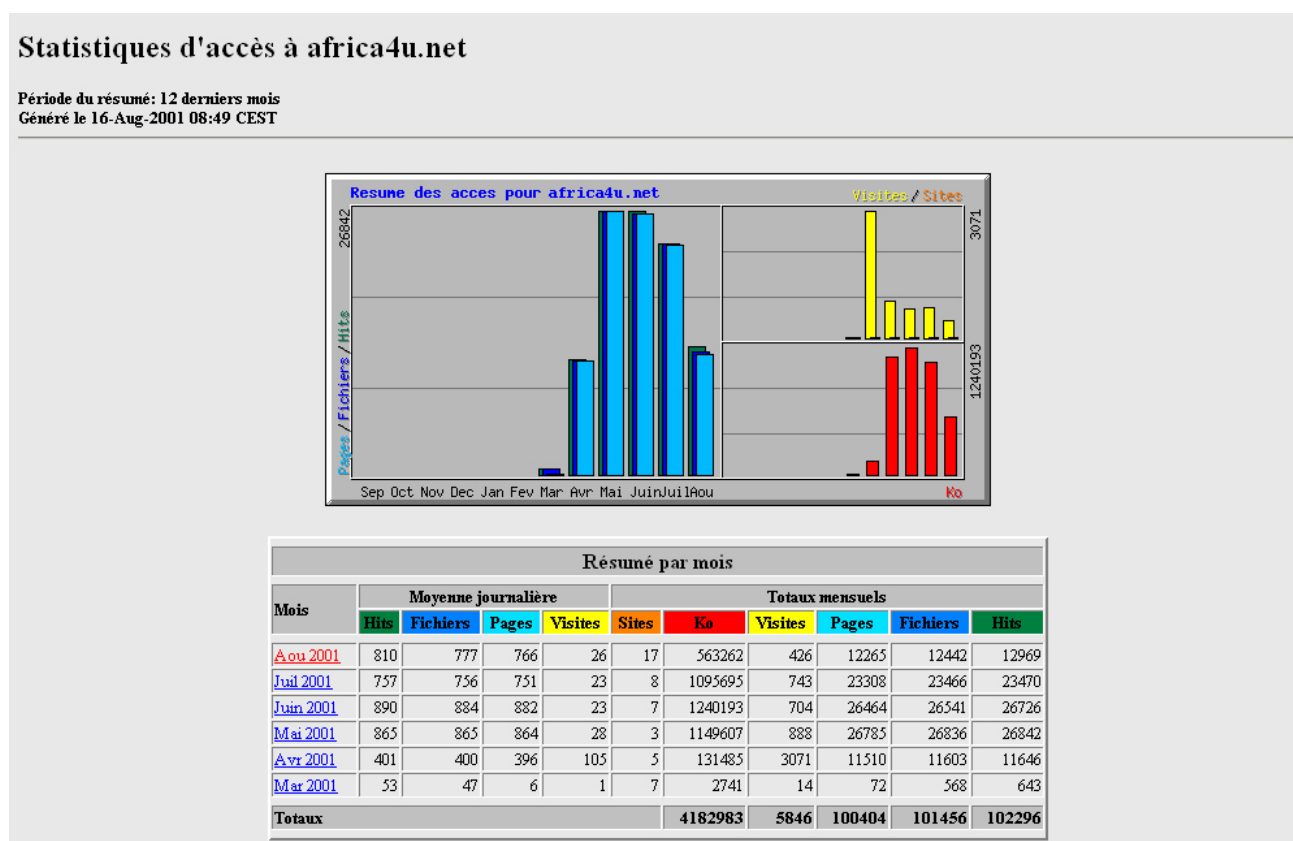 Statistiques d'accès à africa4u.net
Période du résumé: 12 derniers mois
Généré le 16-Aug-2001 08:49 CEST
Resume des acces pour africa4u.net
Visites / Sites
26842
3071
Pages / Fichiers / Hits
1240193
Sep Oct Nov Dec Jan Fev Mar Avr Mai JuinJuilAou
Ko
Résumé par mois
Mois Moyenne journalière Totaux mensuels
Hits Fichiers Pages Visites Sites Ko Visites Pages Fichiers Hits
Aou 2001 810 777 766 26 17 563262 426 12265 12442 12969
Juil 2001 757 756 751 23 8 1095695 743 23308 23466 23470
Juin 2001 890 884 882 23 7 1240193 704 26464 26541 26726
Mai 2001 865 865 864 28 3 1149607 888 26785 26836 26842
Avr 2001 401 400 396 105 5 131485 3071 11510 11603 11646
Mar 2001 53 47 6 1 7 2741 14 72 568 643
Totaux 4182983 5846 100404 101456 102296